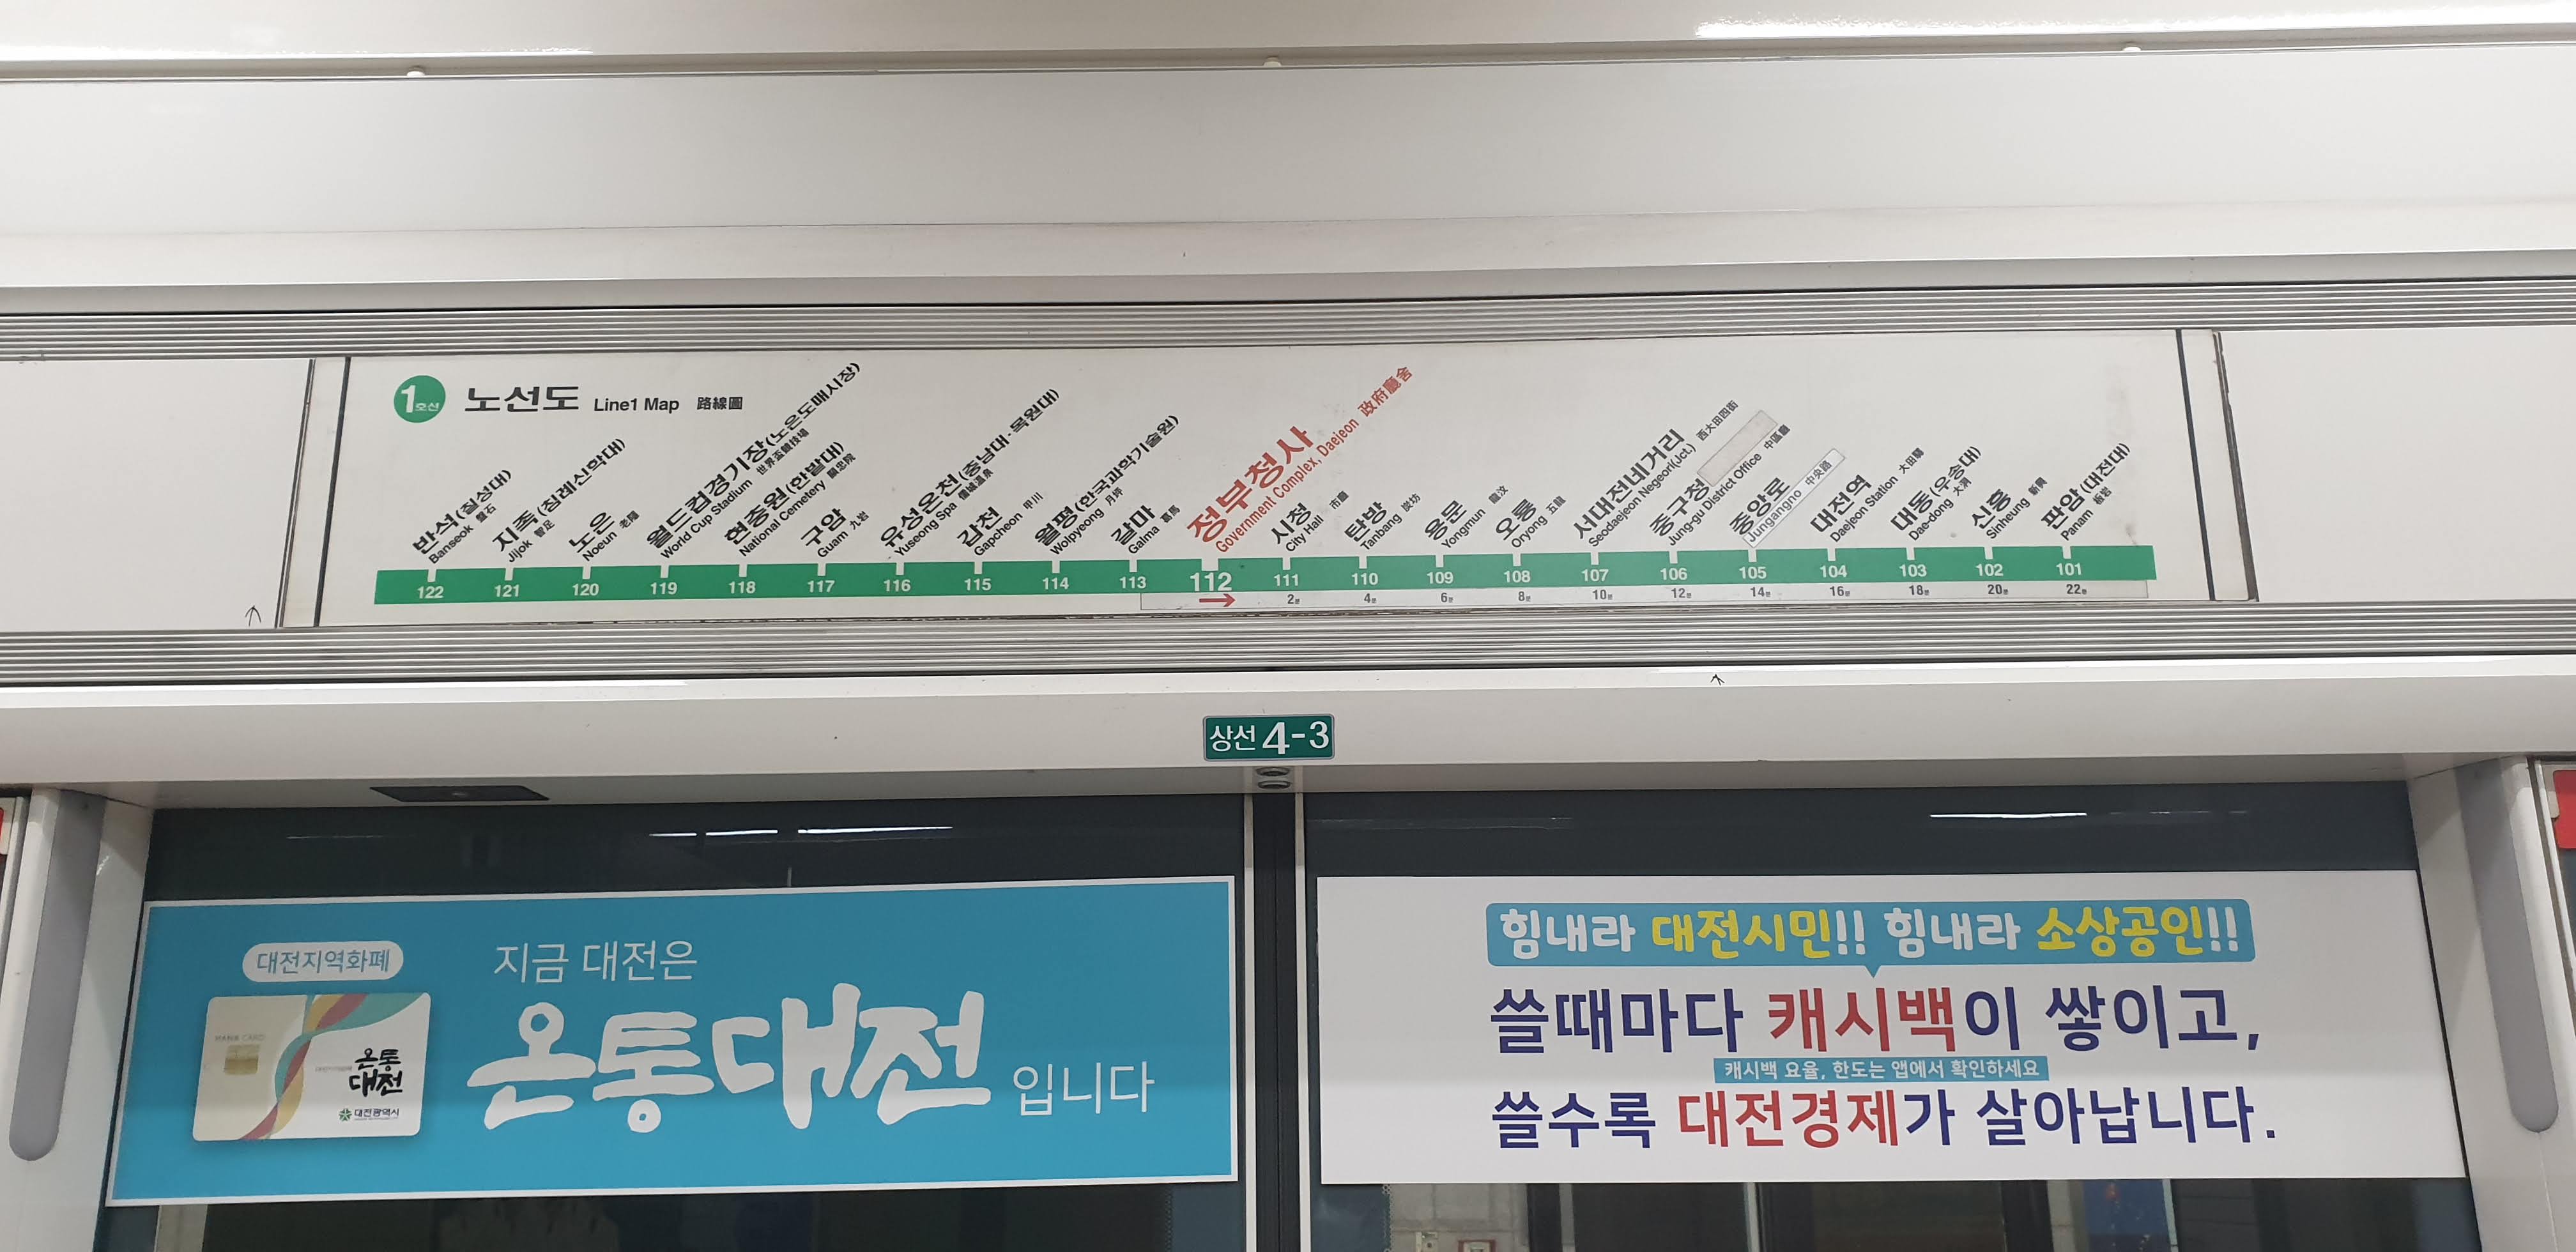 1호선 노선도 Line1 Map 路線圖
반석(칠성대) Banseok 盤石
지족(침례신학대) Jijok 智足
노은 Noeun 老隱
월드컵경기장(노은도매시장) World Cup Stadium 世界盃競技場
현충원(한밭대) National Cemetery 顯忠院
구암 Guam 九岩
유성온천(충남대·목원대) Yuseong Spa 儒城溫泉
갑천 Gapcheon 甲川
월평(한국과학기술원) Wolpyeong 月坪
갈마 Galma 葛馬
정부청사 Government Complex, Daejeon 政府廳舍
시청 City Hall 市廳
탄방 Tanbang 炭坊
용문 Yongmun 龍汶
오룡 Oryong 五龍
서대전네거리 Seodaejeon Negeori(Jct.) 西大田四街
중구청 Jung-gu District Office 中區廳
중앙로 Jungangno 中央路
대전역 Daejeon Station 大田驛
대동(우송대) Dae-dong 大洞
신흥 Sinheung 新興
판암(대전대) Panam 板岩
122 121 120 119 118 117 116 115 114 113 112 111 110 109 108 107 106 105 104 103 102 101
→ 2분 4분 6분 8분 10분 12분 14분 16분 18분 20분 22분
상선 4-3
대전지역화폐
지금 대전은
온통대전입니다
HANA CARD
온통
대전
대전광역시
힘내라 대전시민!! 힘내라 소상공인!!
쓸때마다 캐시백이 쌓이고,
캐시백 요율, 한도는 앱에서 확인하세요
쓸수록 대전경제가 살아납니다.